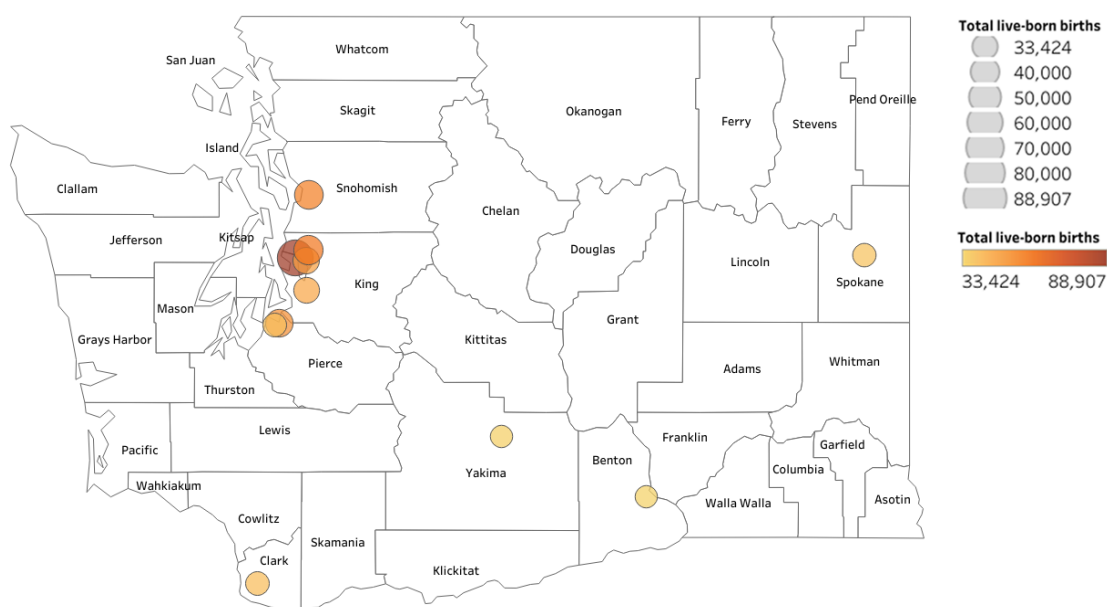 Whatcom
San Juan
Skagit
Okanogan
Ferry
Stevens
Pend Oreille
Island
Snohomish
Clallam
Chelan
Jefferson
Kitsap
Douglas
Lincoln
Spokane
King
Mason
Grant
Grays Harbor
Kittitas
Pierce
Adams
Whitman
Thurston
Lewis
Pacific
Yakima
Benton
Franklin
Garfield
Columbia
Wahkiakum
Walla Walla
Asotin
Cowlitz
Skamania
Clark
Klickitat
Total live-born births
33,424
40,000
50,000
60,000
70,000
80,000
88,907
Total live-born births
33,424 88,907